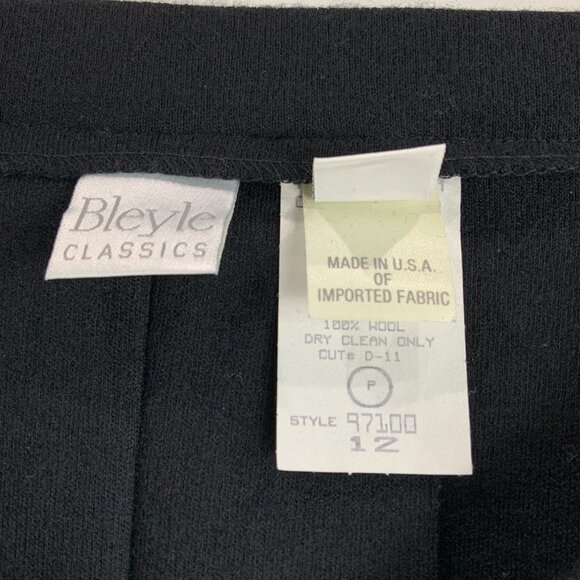 Bleyle
CLASSICS
MADE IN U.S.A.
OF
IMPORTED FABRIC
100% WOOL
DRY CLEAN ONLY
CUT# D-11
P
STYLE 97100
12